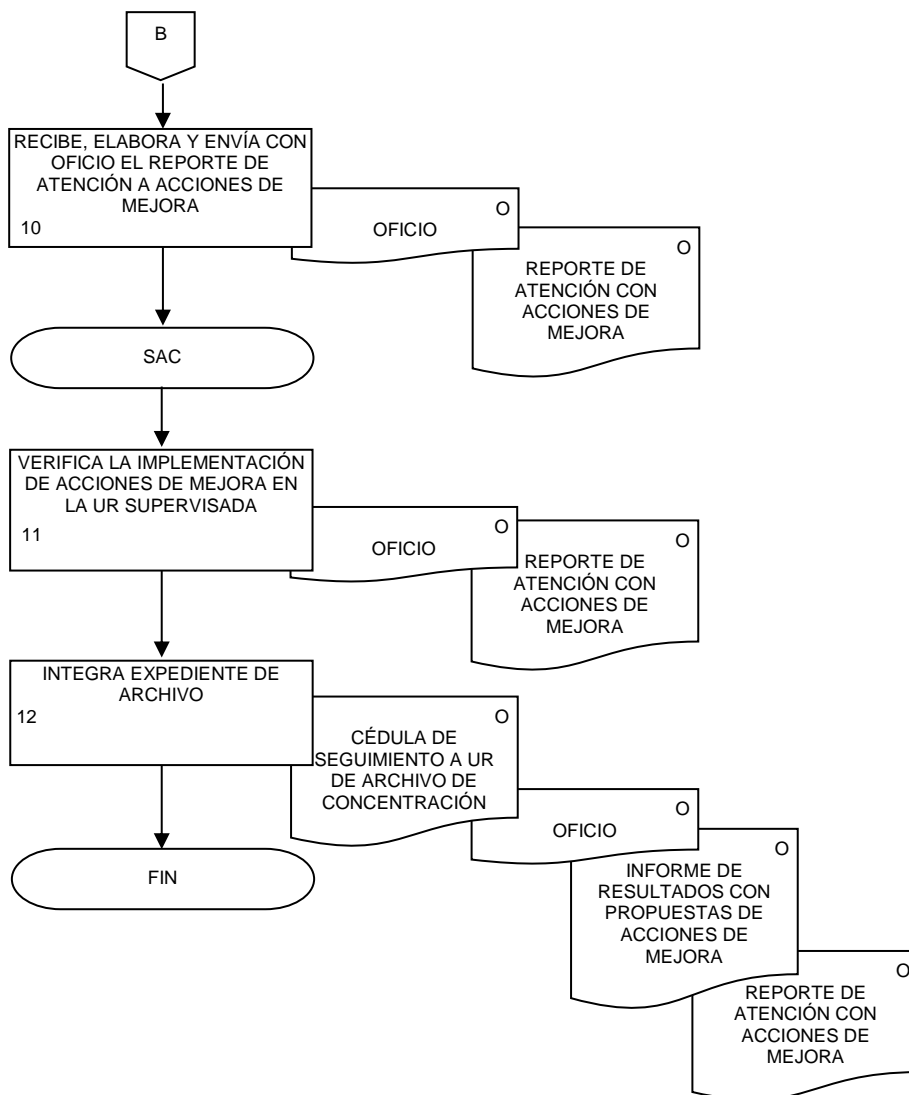 B
RECIBE, ELABORA Y ENVÍA CON
OFICIO EL REPORTE DE
ATENCIÓN A ACCIONES DE
MEJORA
10
O
OFICIO
O
REPORTE DE
ATENCIÓN CON
ACCIONES DE
MEJORA
SAC
VERIFICA LA IMPLEMENTACIÓN
DE ACCIONES DE MEJORA EN
LA UR SUPERVISADA
11
O
OFICIO
O
REPORTE DE
ATENCIÓN CON
ACCIONES DE
MEJORA
INTEGRA EXPEDIENTE DE
ARCHIVO
12
O
CÉDULA DE
SEGUIMIENTO A UR
DE ARCHIVO DE
CONCENTRACIÓN
O
OFICIO
O
INFORME DE
RESULTADOS CON
PROPUESTAS DE
ACCIONES DE
MEJORA
O
REPORTE DE
ATENCIÓN CON
ACCIONES DE
MEJORA
FIN